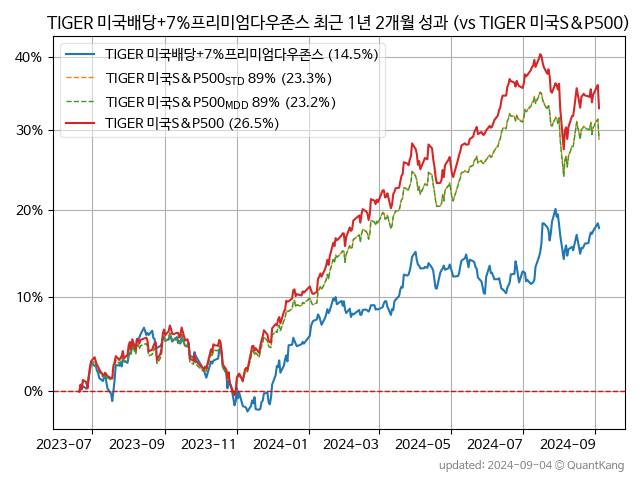 TIGER 미국배당+7%프리미엄다우존스 최근 1년 2개월 성과 (vs TIGER 미국S&P500)
TIGER 미국배당+7%프리미엄다우존스 (14.5%)
TIGER 미국S&P500STD 89% (23.3%)
TIGER 미국S&P500MDD 89% (23.2%)
TIGER 미국S&P500 (26.5%)
40%
30%
20%
10%
0%
2023-07 2023-09 2023-11 2024-01 2024-03 2024-05 2024-07 2024-09
updated: 2024-09-04 © QuantKang